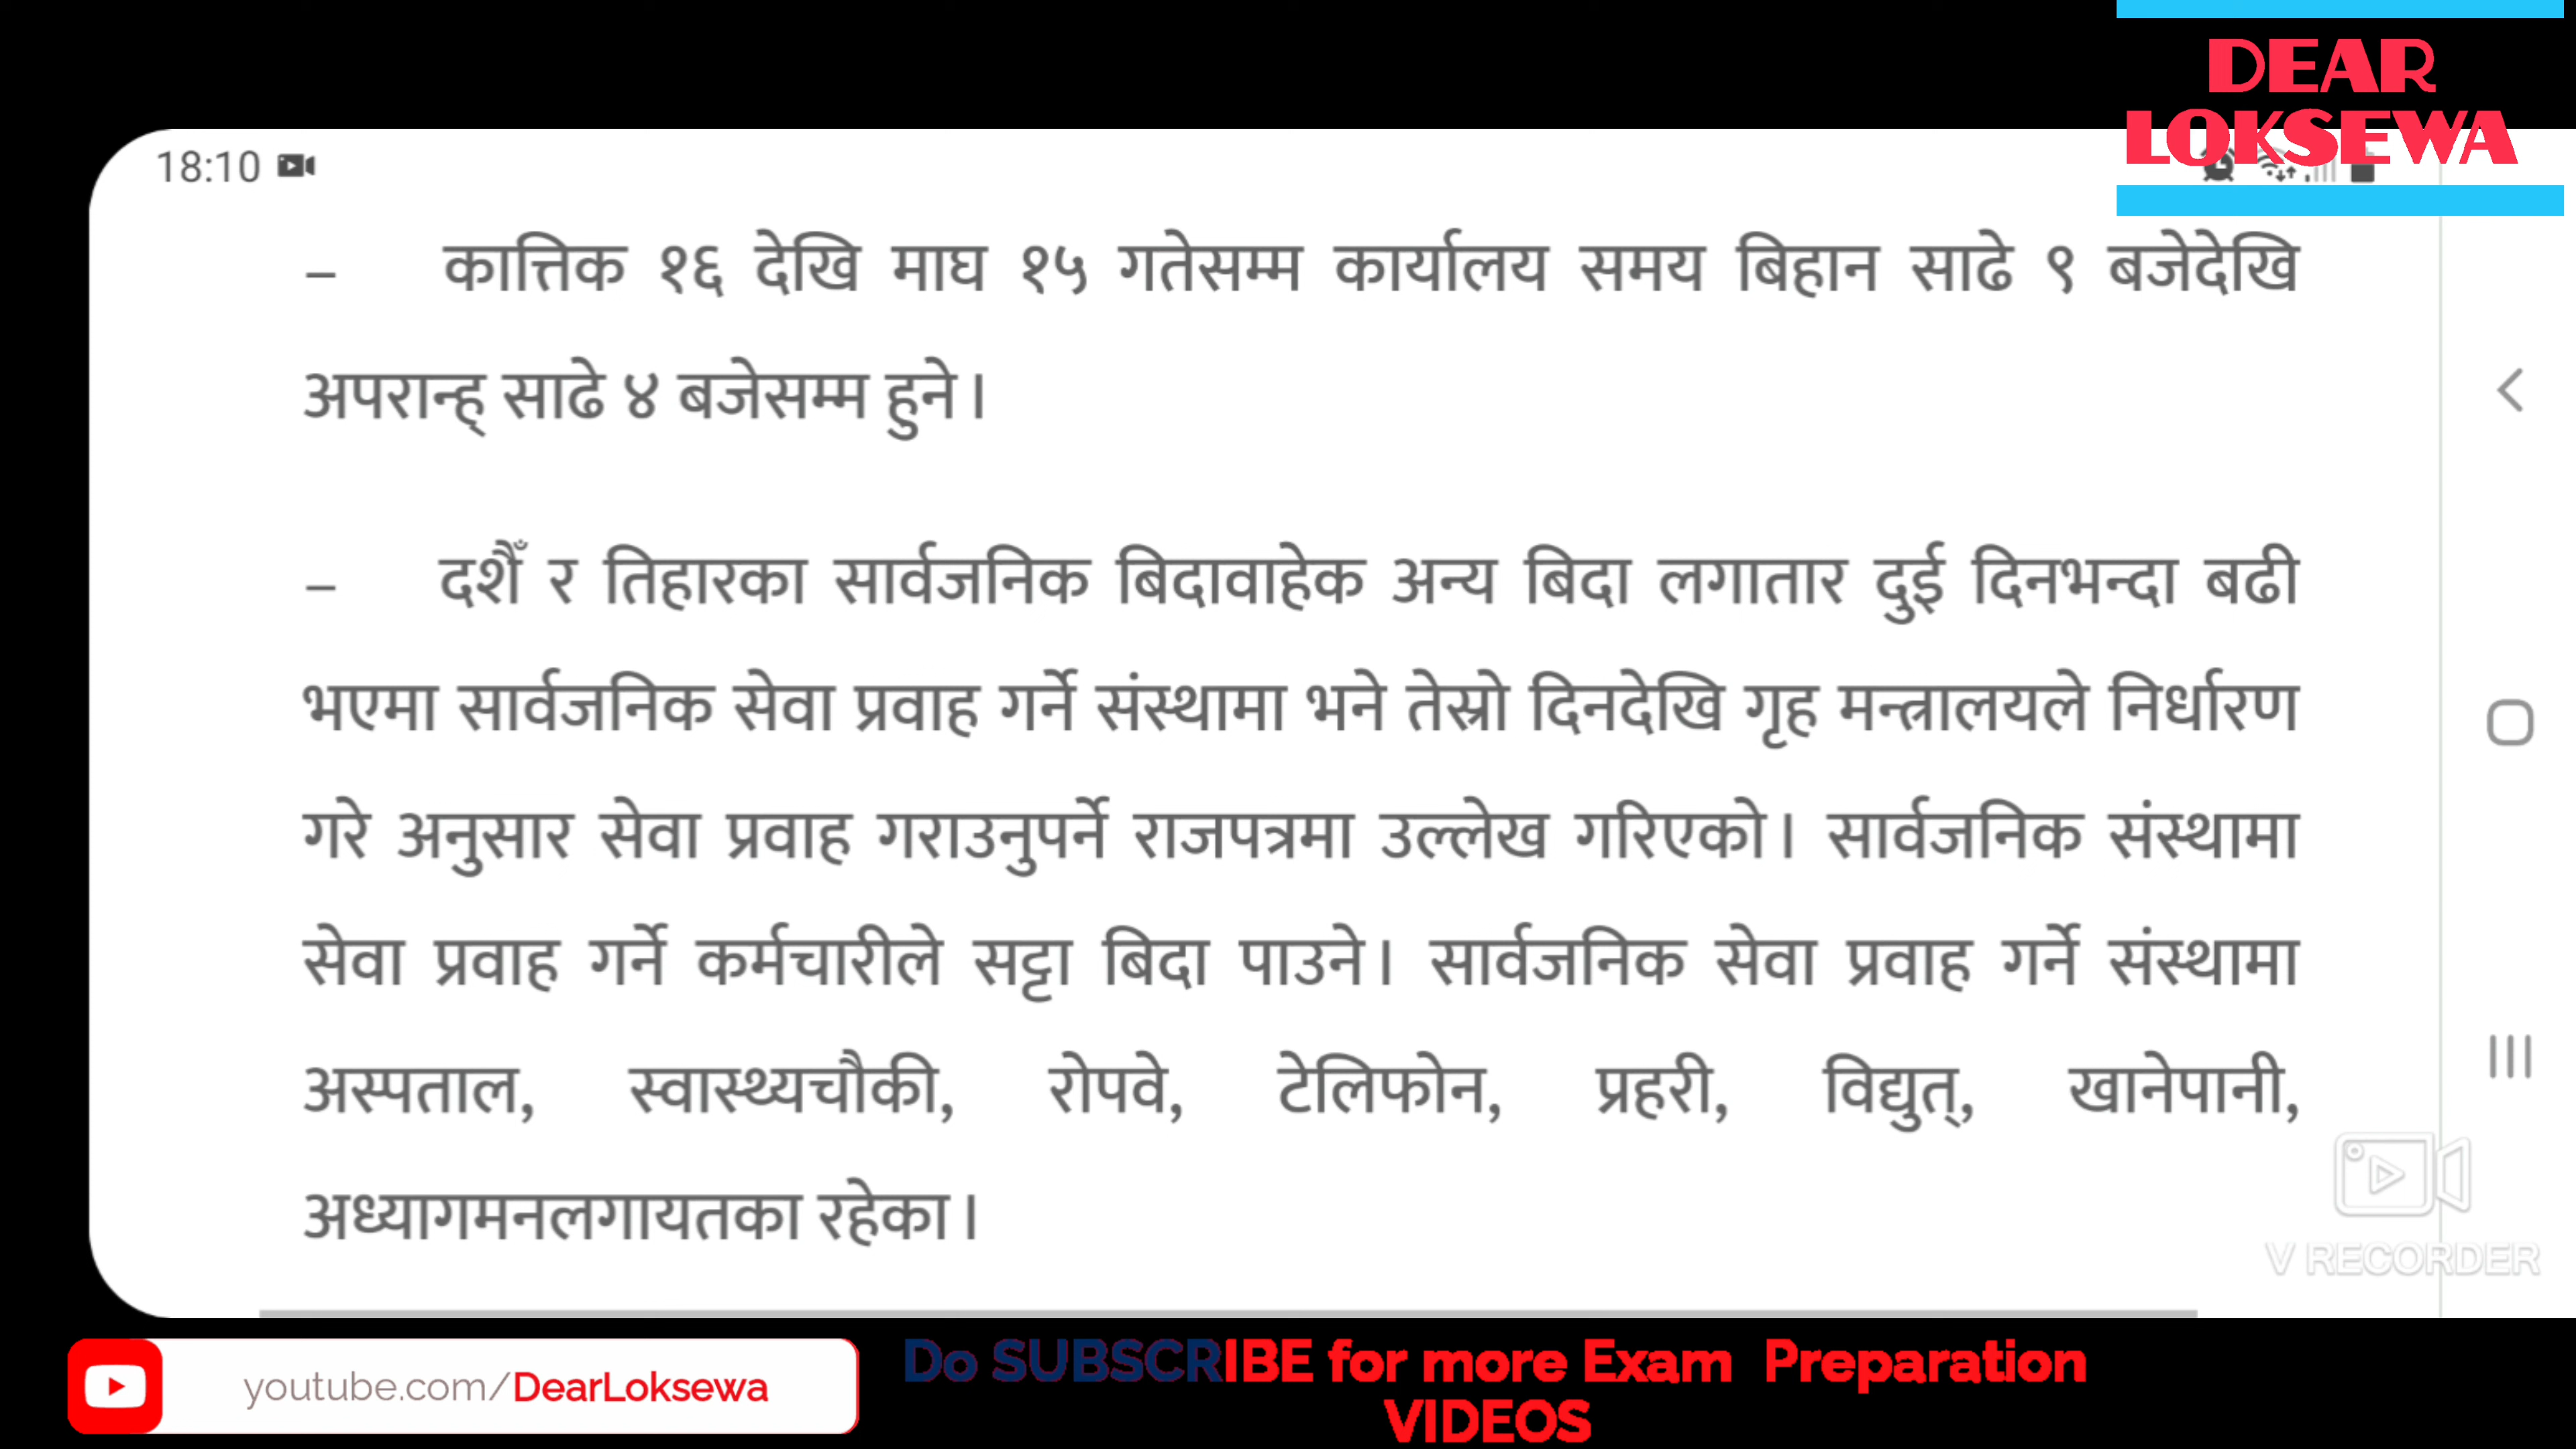 DEAR
LOKSEWA
18:10
– कात्तिक १६ देखि माघ १५ गतेसम्म कार्यालय समय बिहान साढे ९ बजेदेखि
अपरान्ह् साढे ४ बजेसम्म हुने।
– दशैँ र तिहारका सार्वजनिक बिदावाहेक अन्य बिदा लगातार दुई दिनभन्दा बढी
भएमा सार्वजनिक सेवा प्रवाह गर्ने संस्थामा भने तेस्रो दिनदेखि गृह मन्त्रालयले निर्धारण
गरे अनुसार सेवा प्रवाह गराउनुपर्ने राजपत्रमा उल्लेख गरिएको। सार्वजनिक संस्थामा
सेवा प्रवाह गर्ने कर्मचारीले सट्टा बिदा पाउने। सार्वजनिक सेवा प्रवाह गर्ने संस्थामा
अस्पताल, स्वास्थ्यचौकी, रोपवे, टेलिफोन, प्रहरी, विद्युत्, खानेपानी,
अध्यागमनलगायतका रहेका।
V RECORDER
youtube.com/DearLoksewa
Do SUBSCRIBE for more Exam Preparation
VIDEOS